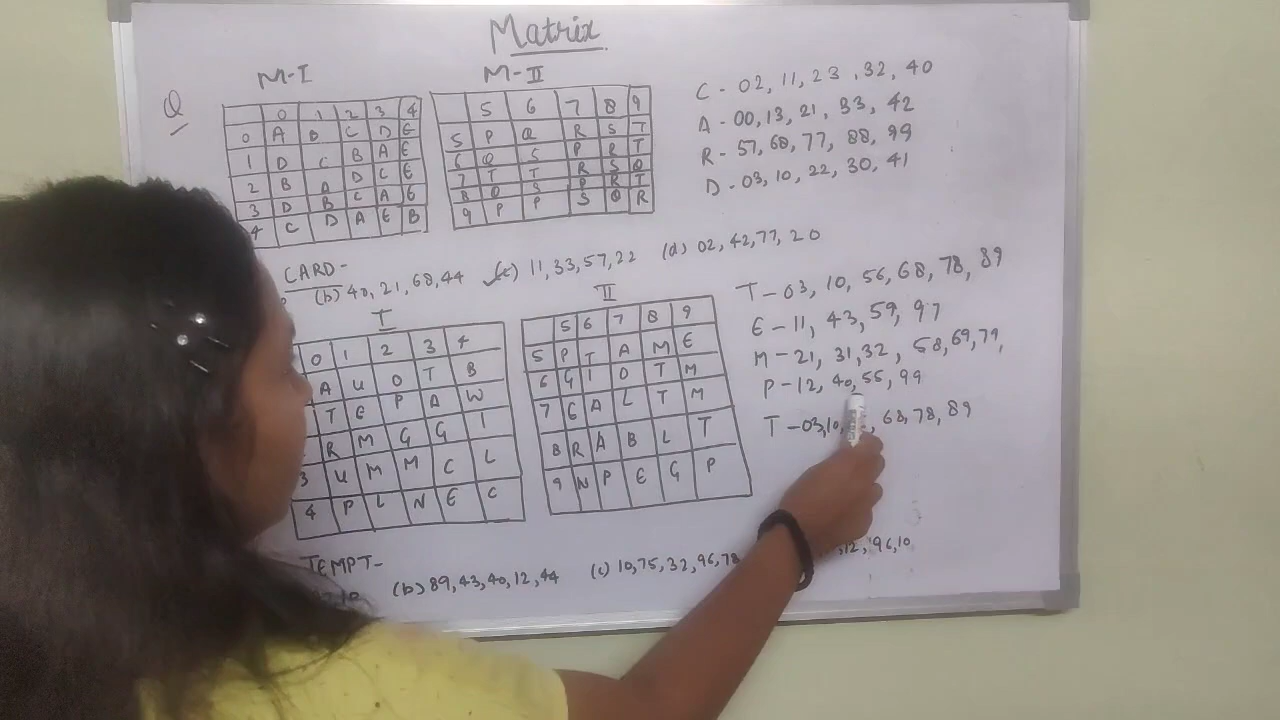 Matrix
M-I
M-II
Q
0 1 2 3 4
0 A B C D E
1 D C B A E
2 B A D C E
3 D B C A E
4 C D A E B
5 6 7 8 9
5 P Q R S T
6 Q S P R T
7 T T R S Q
8 Q S P R T
9 P P S Q R
C - 02, 11, 23, 32, 40
A - 00, 13, 21, 33, 42
R - 57, 68, 77, 88, 99
D - 03, 10, 22, 30, 41
CARD-
(b) 40, 21, 68, 44 ✓(c) 11, 33, 57, 22 (d) 02, 42, 77, 20
I
II
0 1 2 3 4
A U O T B
T E P A W
R M G G I
3 U M M C L
4 P L N E C
5 6 7 8 9
5 P T A M E
6 G I O T M
7 E A L T M
8 R A B L T
9 N P E G P
T - 03, 10, 56, 68, 78, 89
E - 11, 43, 59, 97
M - 21, 31, 32, 58, 69, 79,
P - 12, 40, 55, 99
T - 03, 10, 68, 78, 89
TEMPT-
(b) 89, 43, 40, 12, 44 (c) 10, 75, 32, 96, 78 12, 96, 10